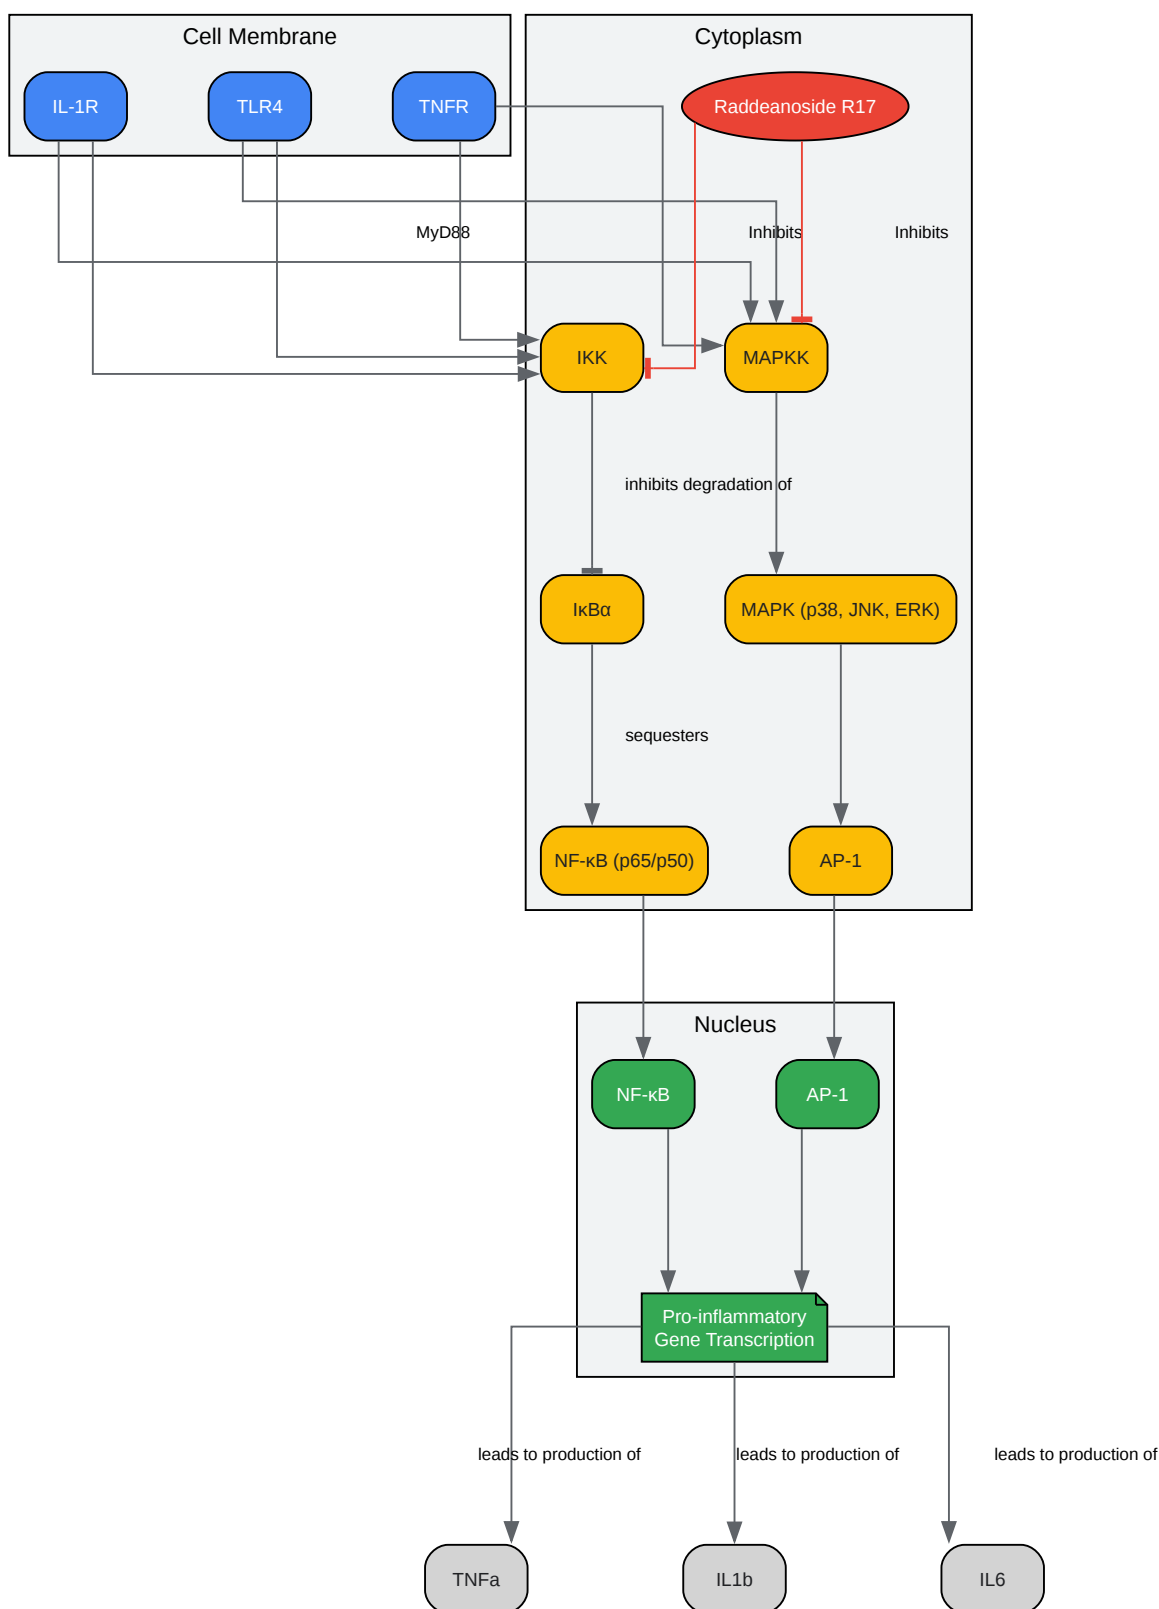 Cell Membrane
Cytoplasm
IL-1R
TLR4
TNFR
Raddeanoside R17
MyD88
Inhibits
Inhibits
IKK
MAPKK
inhibits degradation of
IκBα
MAPK (p38, JNK, ERK)
sequesters
NF-κB (p65/p50)
AP-1
Nucleus
NF-κB
AP-1
Pro-inflammatory
Gene Transcription
leads to production of
leads to production of
leads to production of
TNFa
IL1b
IL6